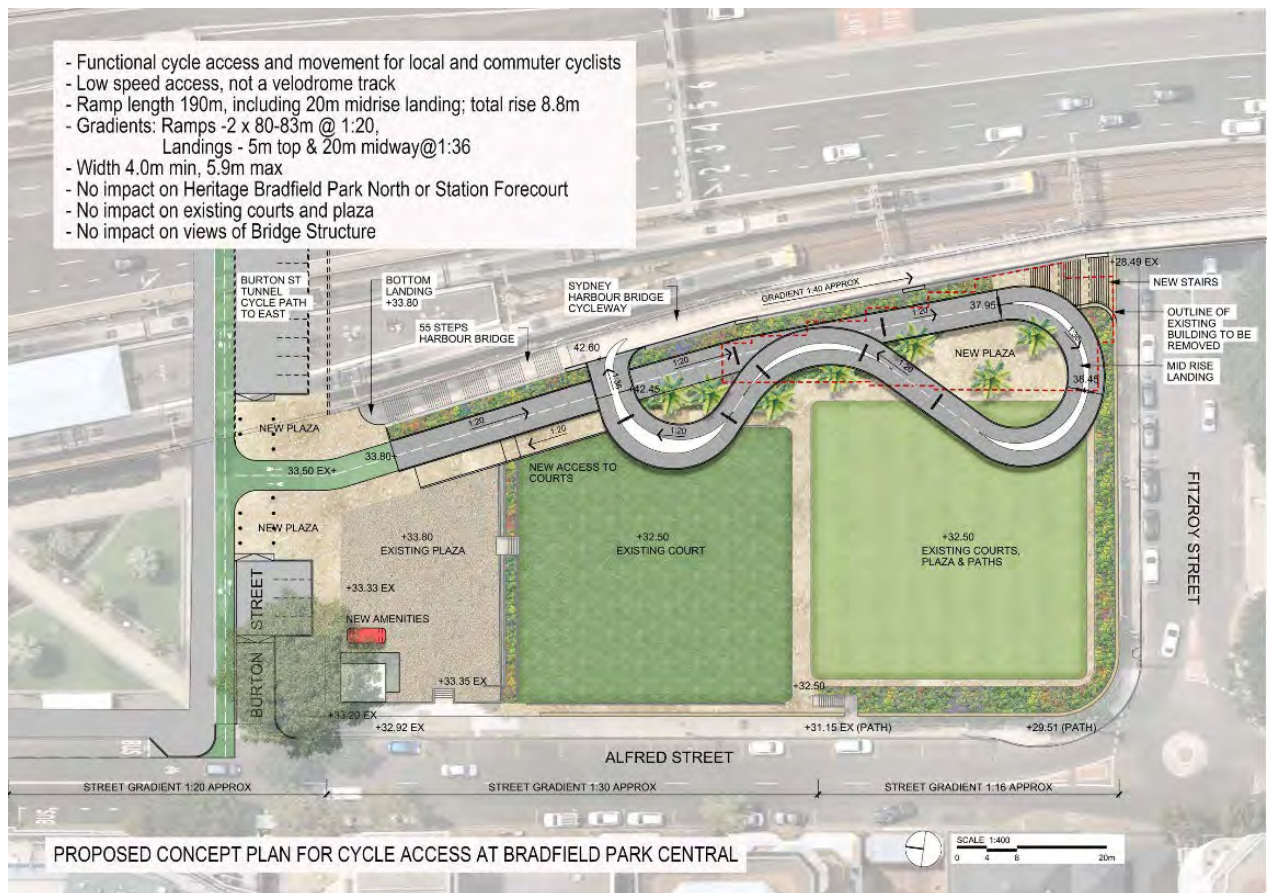 - Functional cycle access and movement for local and commuter cyclists
- Low speed access, not a velodrome track
- Ramp length 190m, including 20m midrise landing; total rise 8.8m
- Gradients: Ramps -2 x 80-83m @ 1:20,
Landings - 5m top & 20m midway@1:36
- Width 4.0m min, 5.9m max
- No impact on Heritage Bradfield Park North or Station Forecourt
- No impact on existing courts and plaza
- No impact on views of Bridge Structure
BURTON ST
TUNNEL
CYCLE PATH
TO EAST
BOTTOM
LANDING
+33.80
55 STEPS
HARBOUR BRIDGE
SYDNEY
HARBOUR BRIDGE
CYCLEWAY
GRADIENT 1:40 APPROX
+28.49 EX
NEW STAIRS
OUTLINE OF
EXISTING
BUILDING TO BE
REMOVED
MID RISE
LANDING
42.60
1:36
+42.45
1:20
1:20
37.95+
1:36
38.45
NEW PLAZA
1:20
1:20
1:20
1:20
NEW PLAZA
33.80+
33.50 EX+
NEW ACCESS TO
COURTS
NEW PLAZA
+33.80
EXISTING PLAZA
+32.50
EXISTING COURT
+32.50
EXISTING COURTS,
PLAZA & PATHS
+33.33 EX
NEW AMENITIES
+33.35 EX
+32.50
+33.20 EX
+32.92 EX
+31.15 EX (PATH)
+29.51 (PATH)
BURTON STREET
FITZROY STREET
ALFRED STREET
BUS
BUS
STREET GRADIENT 1:20 APPROX
STREET GRADIENT 1:30 APPROX
STREET GRADIENT 1:16 APPROX
PROPOSED CONCEPT PLAN FOR CYCLE ACCESS AT BRADFIELD PARK CENTRAL
SCALE 1:400
0 4 8 20m